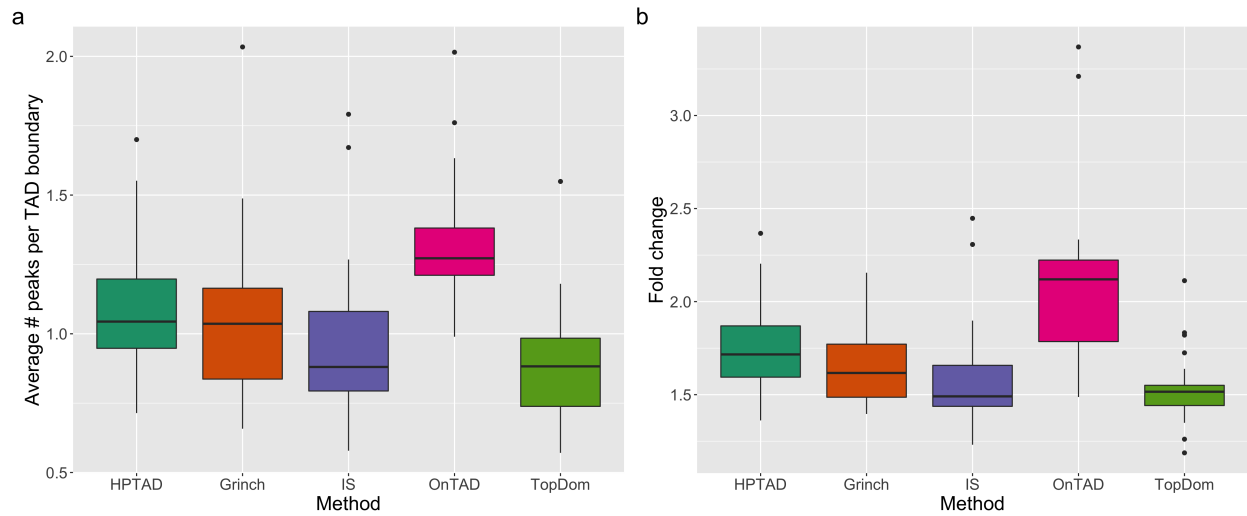 a
Average # peaks per TAD boundary
2.0
1.5
1.0
0.5
HPTAD Grinch IS OnTAD TopDom
Method
b
Fold change
3.0
2.5
2.0
1.5
HPTAD Grinch IS OnTAD TopDom
Method